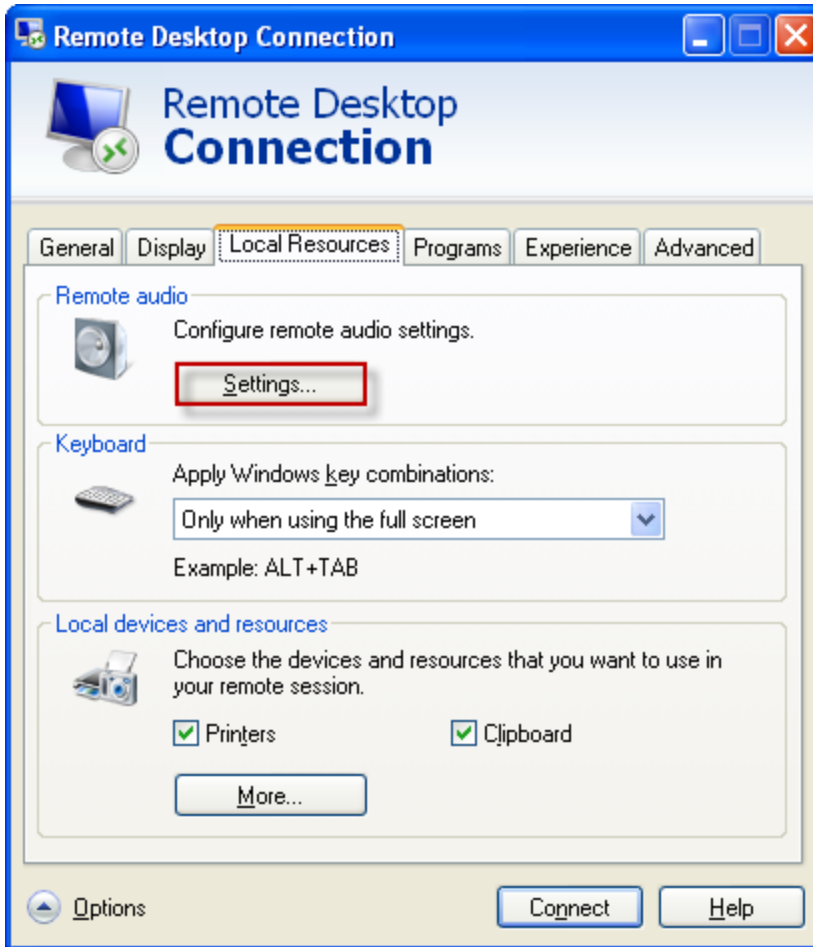 Remote Desktop Connection
Remote Desktop
Connection
General Display Local Resources Programs Experience Advanced
Remote audio
Configure remote audio settings.
Settings...
Keyboard
Apply Windows key combinations:
Only when using the full screen
Example: ALT+TAB
Local devices and resources
Choose the devices and resources that you want to use in
your remote session.
Printers Clipboard
More...
Options Connect Help